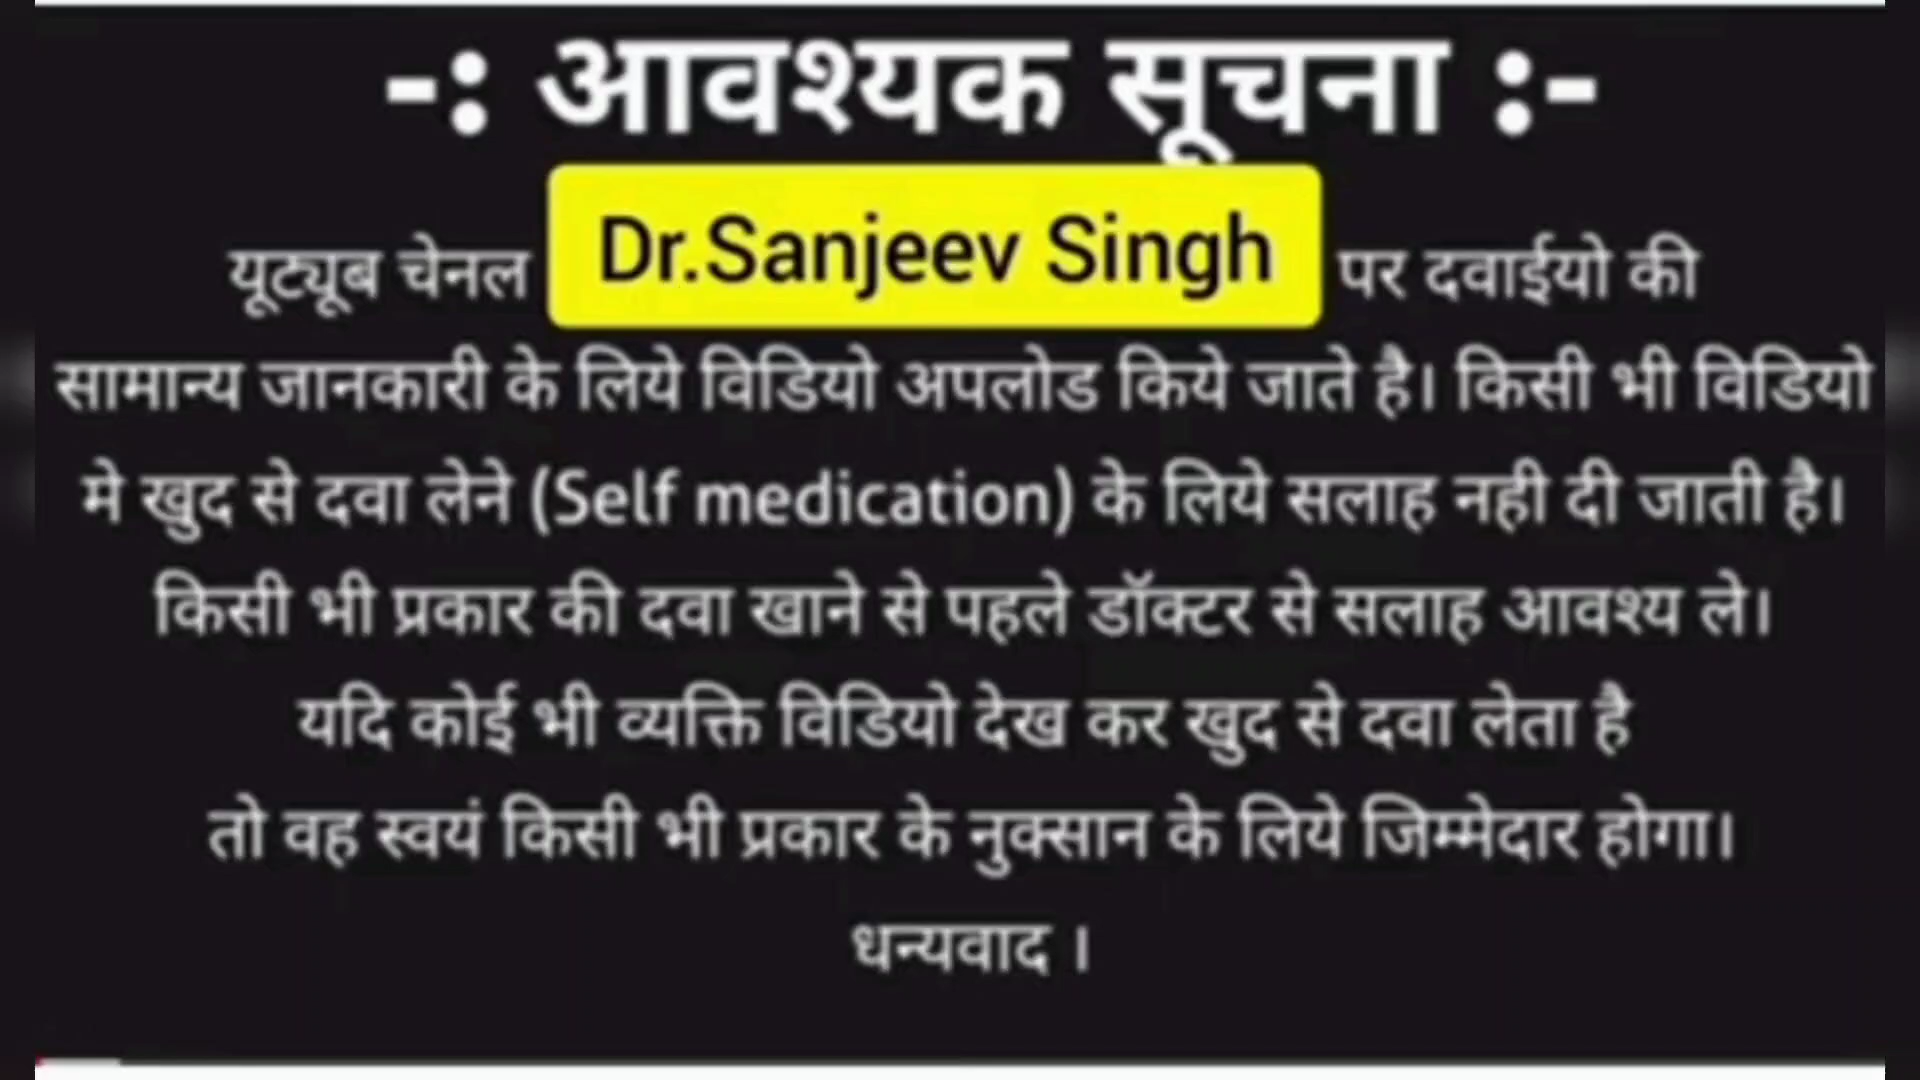 -: आवश्यक सूचना :-
यूट्यूब चेनल Dr.Sanjeev Singh पर दवाईयो की
सामान्य जानकारी के लिये विडियो अपलोड किये जाते है। किसी भी विडियो
मे खुद से दवा लेने (Self medication) के लिये सलाह नही दी जाती है।
किसी भी प्रकार की दवा खाने से पहले डॉक्टर से सलाह आवश्य ले।
यदि कोई भी व्यक्ति विडियो देख कर खुद से दवा लेता है
तो वह स्वयं किसी भी प्रकार के नुक्सान के लिये जिम्मेदार होगा।
धन्यवाद ।